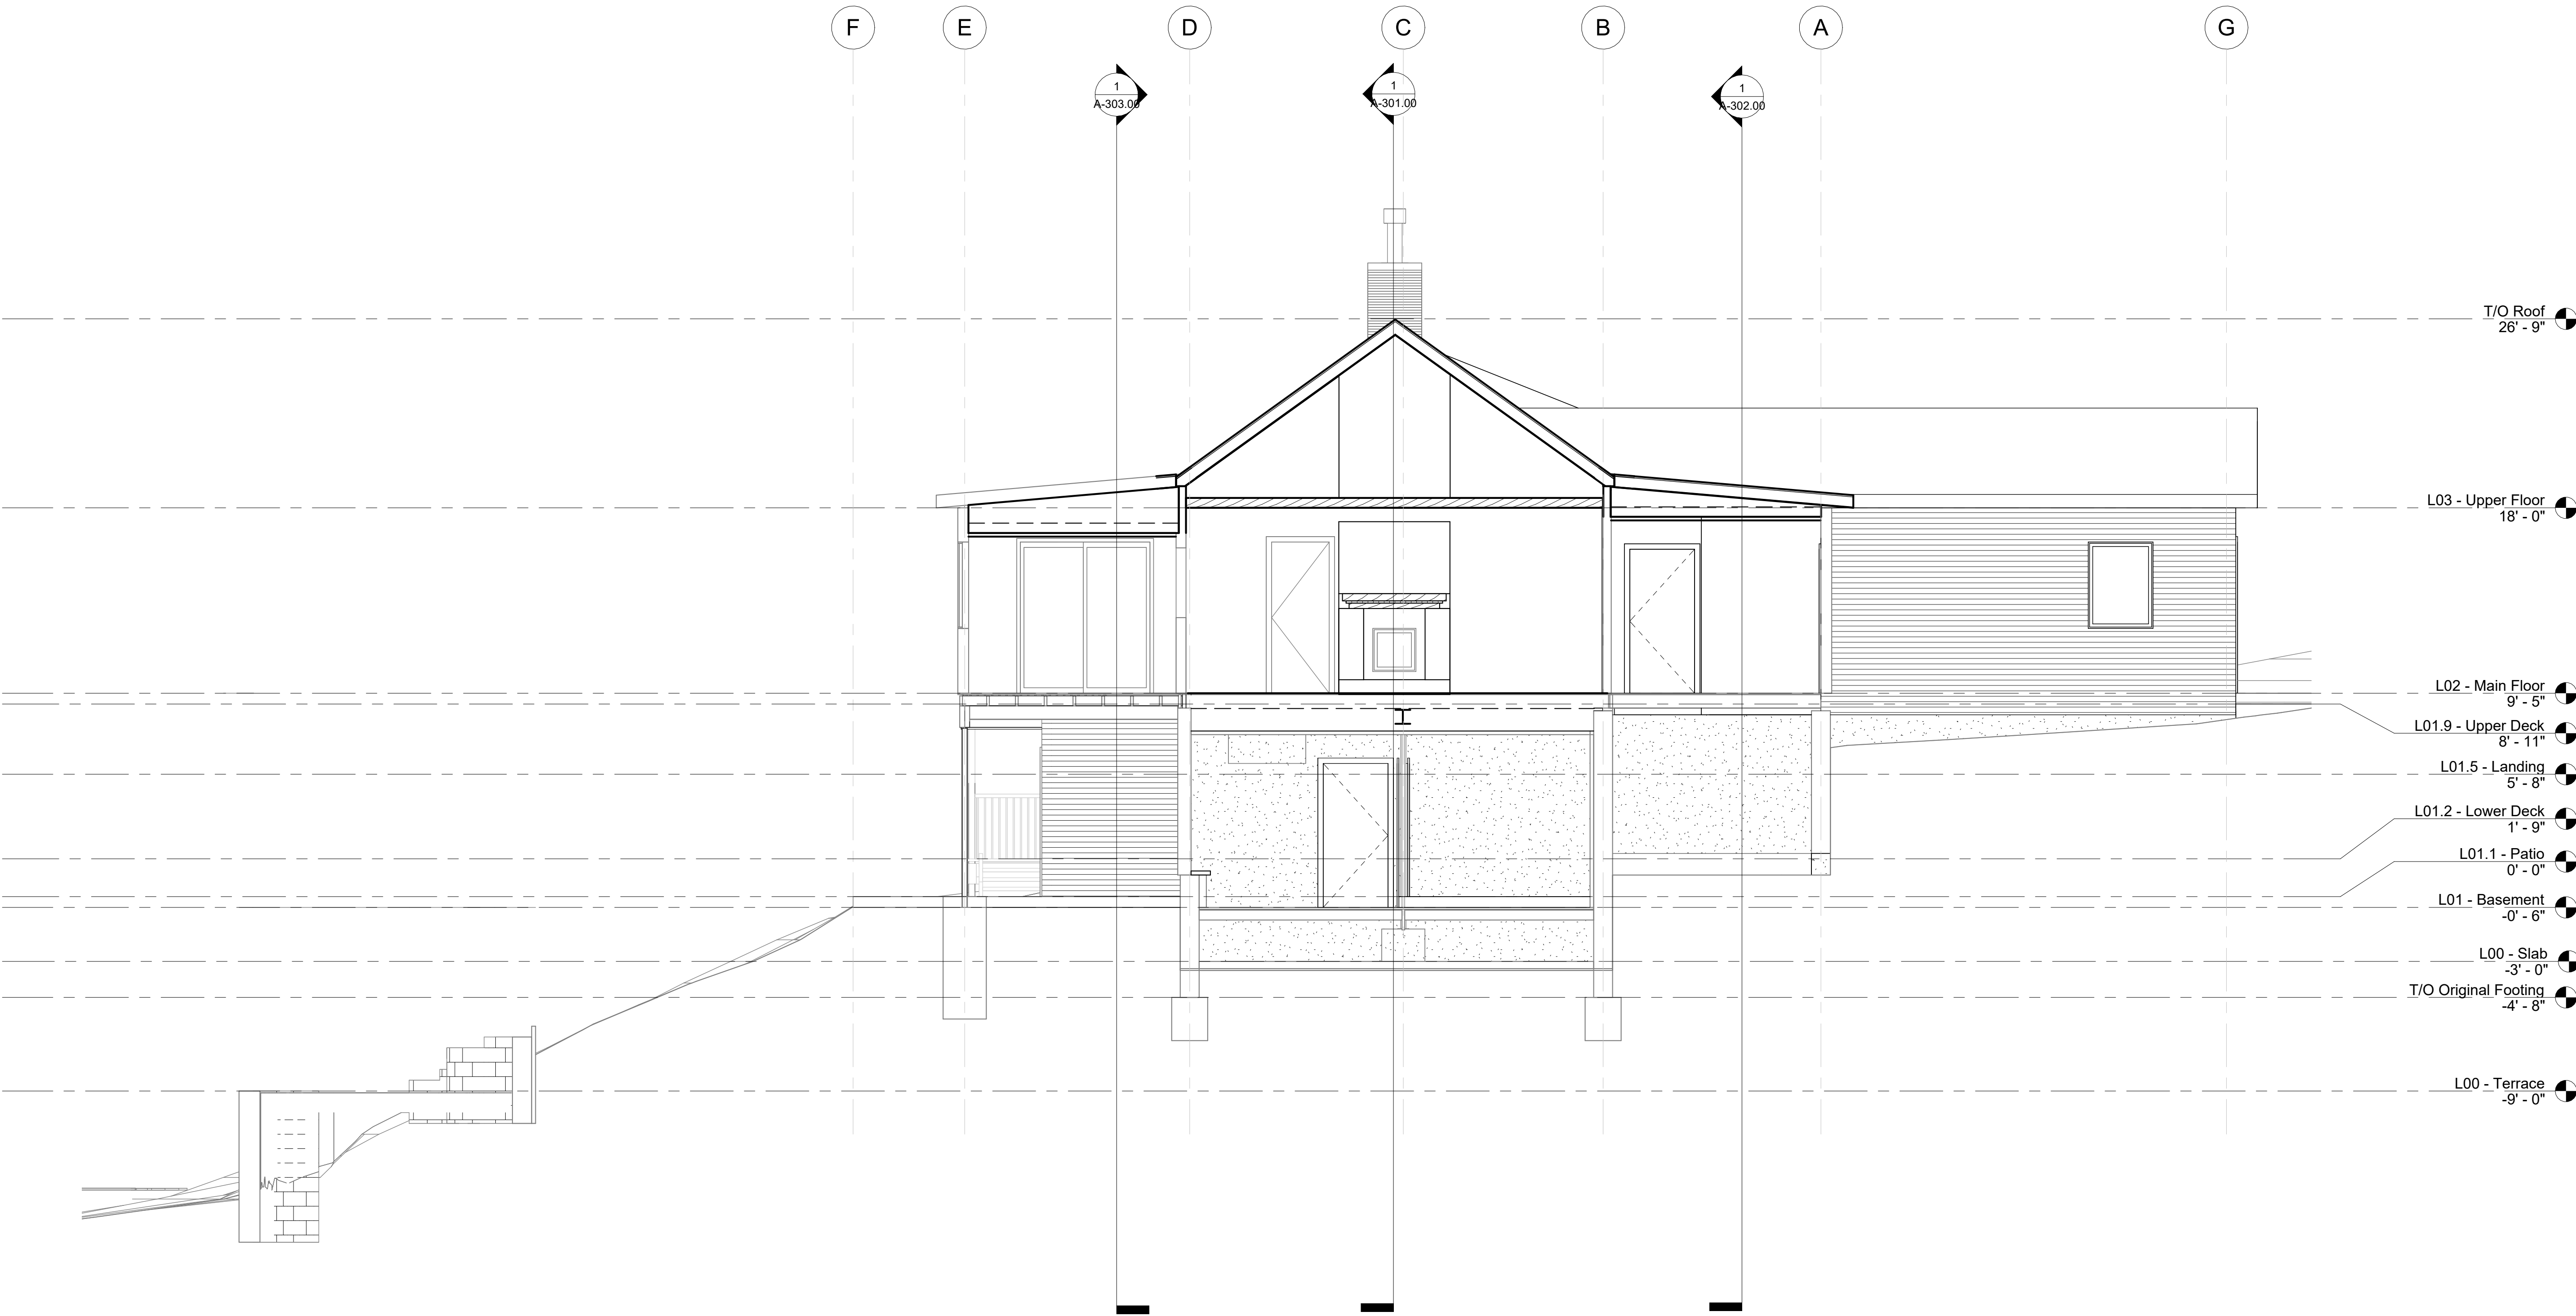 F E D C B A G
1
A-303.00
1
A-301.00
1
A-302.00
T/O Roof
26' - 9"
L03 - Upper Floor
18' - 0"
L02 - Main Floor
9' - 5"
L01.9 - Upper Deck
8' - 11"
L01.5 - Landing
5' - 8"
L01.2 - Lower Deck
1' - 9"
L01.1 - Patio
0' - 0"
L01 - Basement
-0' - 6"
L00 - Slab
-3' - 0"
T/O Original Footing
-4' - 8"
L00 - Terrace
-9' - 0"